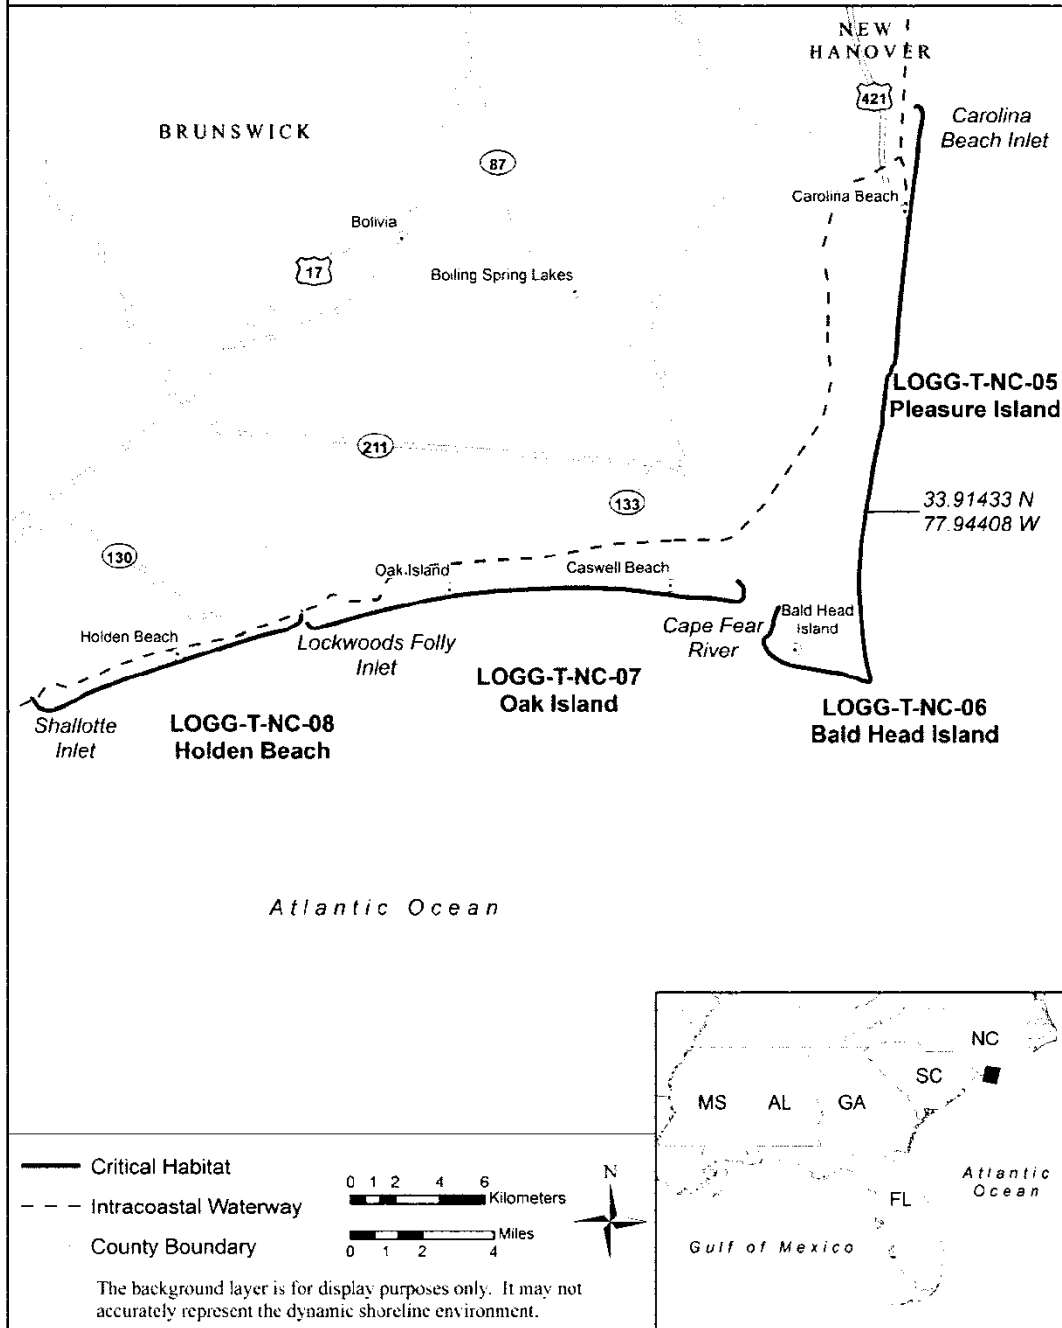 NEW
HANOVER
421
Carolina
Beach Inlet
BRUNSWICK
87
Carolina Beach
Bolivia
17
Boiling Spring Lakes
LOGG-T-NC-05
Pleasure Island
211
133
33.91433 N
77.94408 W
130
Oak Island
Caswell Beach
Holden Beach
Lockwoods Folly
Inlet
Cape Fear
River
Bald Head
Island
LOGG-T-NC-07
Oak Island
LOGG-T-NC-06
Bald Head Island
Shallotte
Inlet
LOGG-T-NC-08
Holden Beach
Atlantic Ocean
NC
SC
MS
AL
GA
FL
Atlantic
Ocean
Gulf of Mexico
Critical Habitat
Intracoastal Waterway
County Boundary
0 1 2 4 6
Kilometers
Miles
0 1 2 4
N
The background layer is for display purposes only. It may not
accurately represent the dynamic shoreline environment.